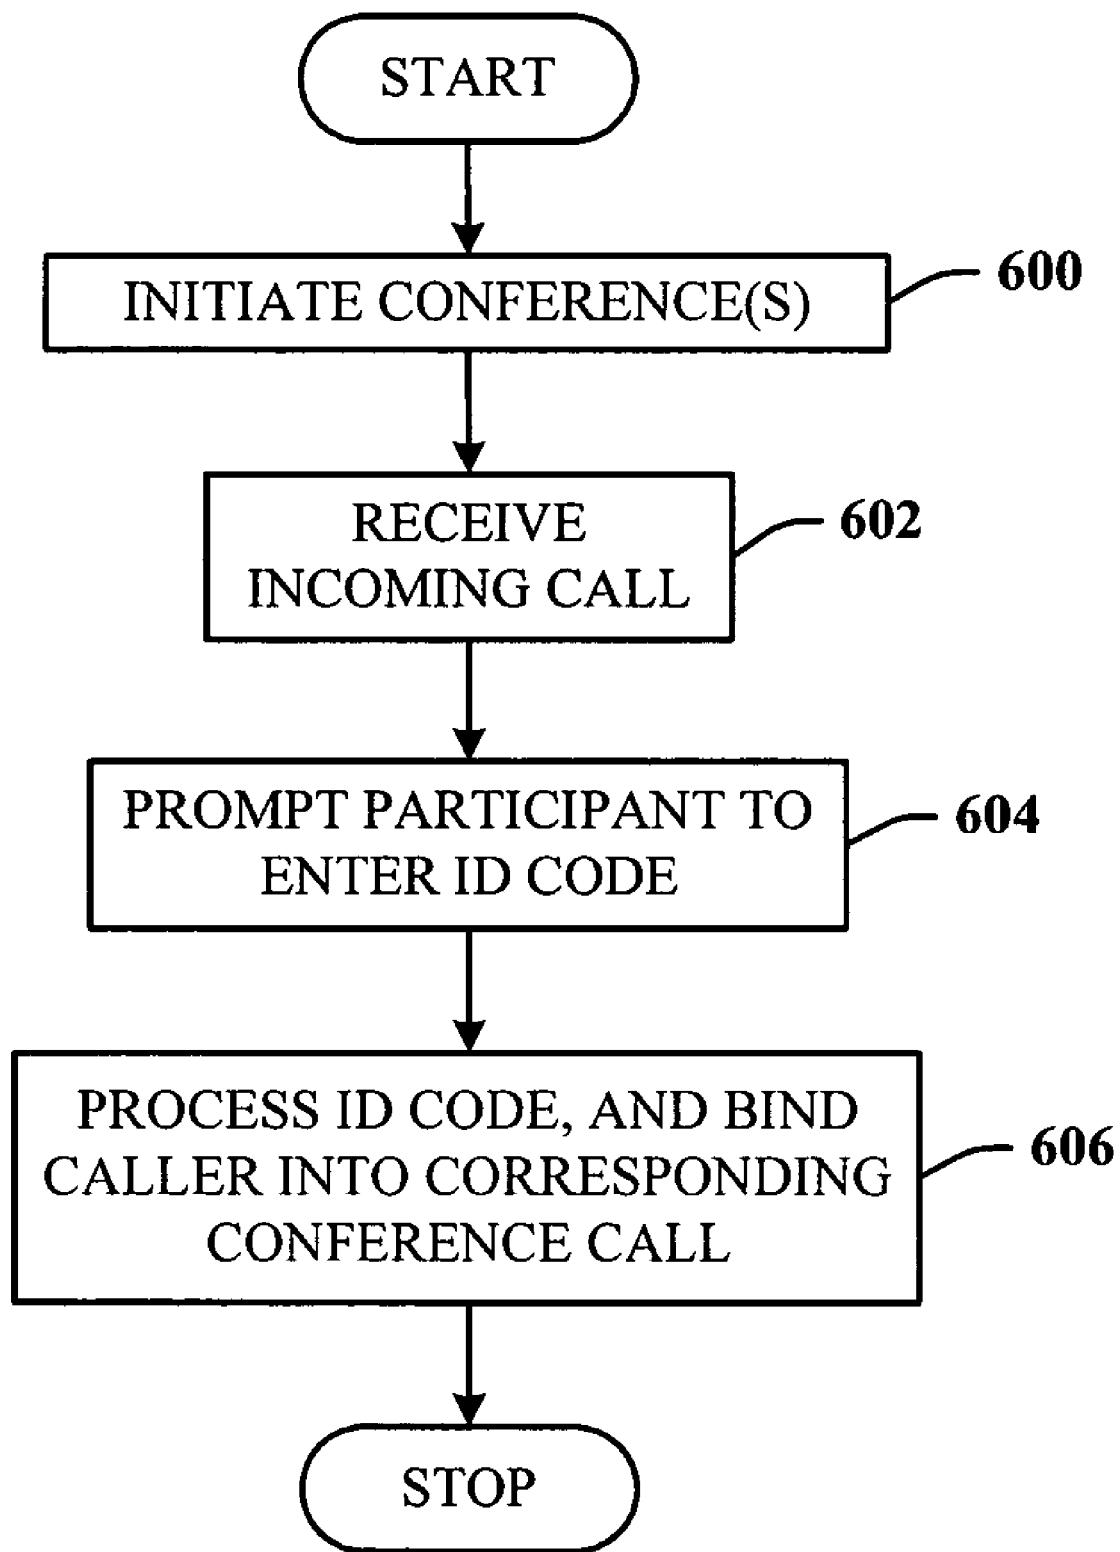 START
INITIATE CONFERENCE(S)
600
RECEIVE
INCOMING CALL
602
PROMPT PARTICIPANT TO
ENTER ID CODE
604
PROCESS ID CODE, AND BIND
CALLER INTO CORRESPONDING
CONFERENCE CALL
606
STOP